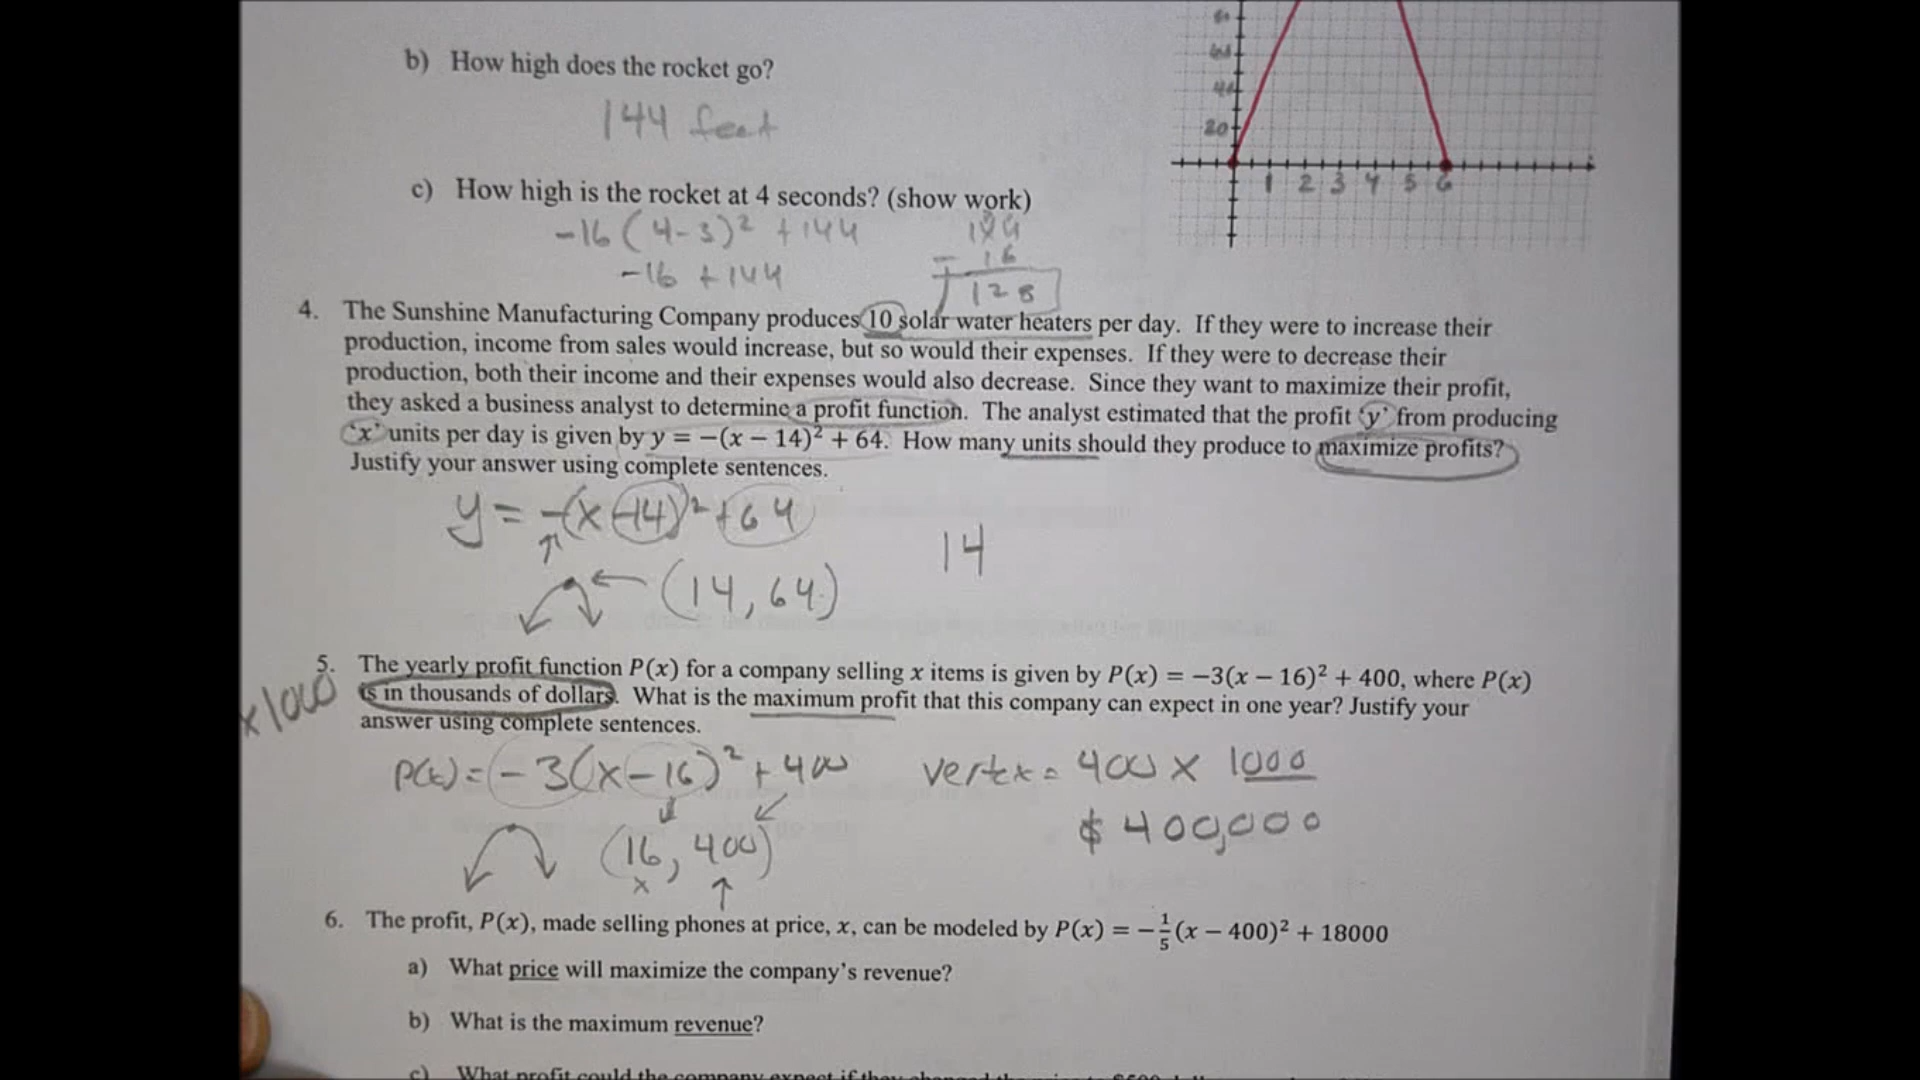 b) How high does the rocket go?
144 feet
20
1 2 3 4 5 6
c) How high is the rocket at 4 seconds? (show work)
-16(4-3)² +144
-16 +144
- 16
128
4. The Sunshine Manufacturing Company produces 10 solar water heaters per day. If they were to increase their
production, income from sales would increase, but so would their expenses. If they were to decrease their
production, both their income and their expenses would also decrease. Since they want to maximize their profit,
they asked a business analyst to determine a profit function. The analyst estimated that the profit 'y' from producing
'x' units per day is given by y = −(x − 14)² + 64. How many units should they produce to maximize profits?
Justify your answer using complete sentences.
y = -(x-14)²+64
14
(14,64)
5. The yearly profit function P(x) for a company selling x items is given by P(x) = −3(x − 16)² + 400, where P(x)
x1000
is in thousands of dollars. What is the maximum profit that this company can expect in one year? Justify your
answer using complete sentences.
P(x)=-3(x-16)²+400
vertex= 400 x 1000
$ 400,000
(16, 400)
x
6. The profit, P(x), made selling phones at price, x, can be modeled by P(x) = −1/5(x − 400)² + 18000
a) What price will maximize the company's revenue?
b) What is the maximum revenue?
c) What profit could the company expect if they changed the